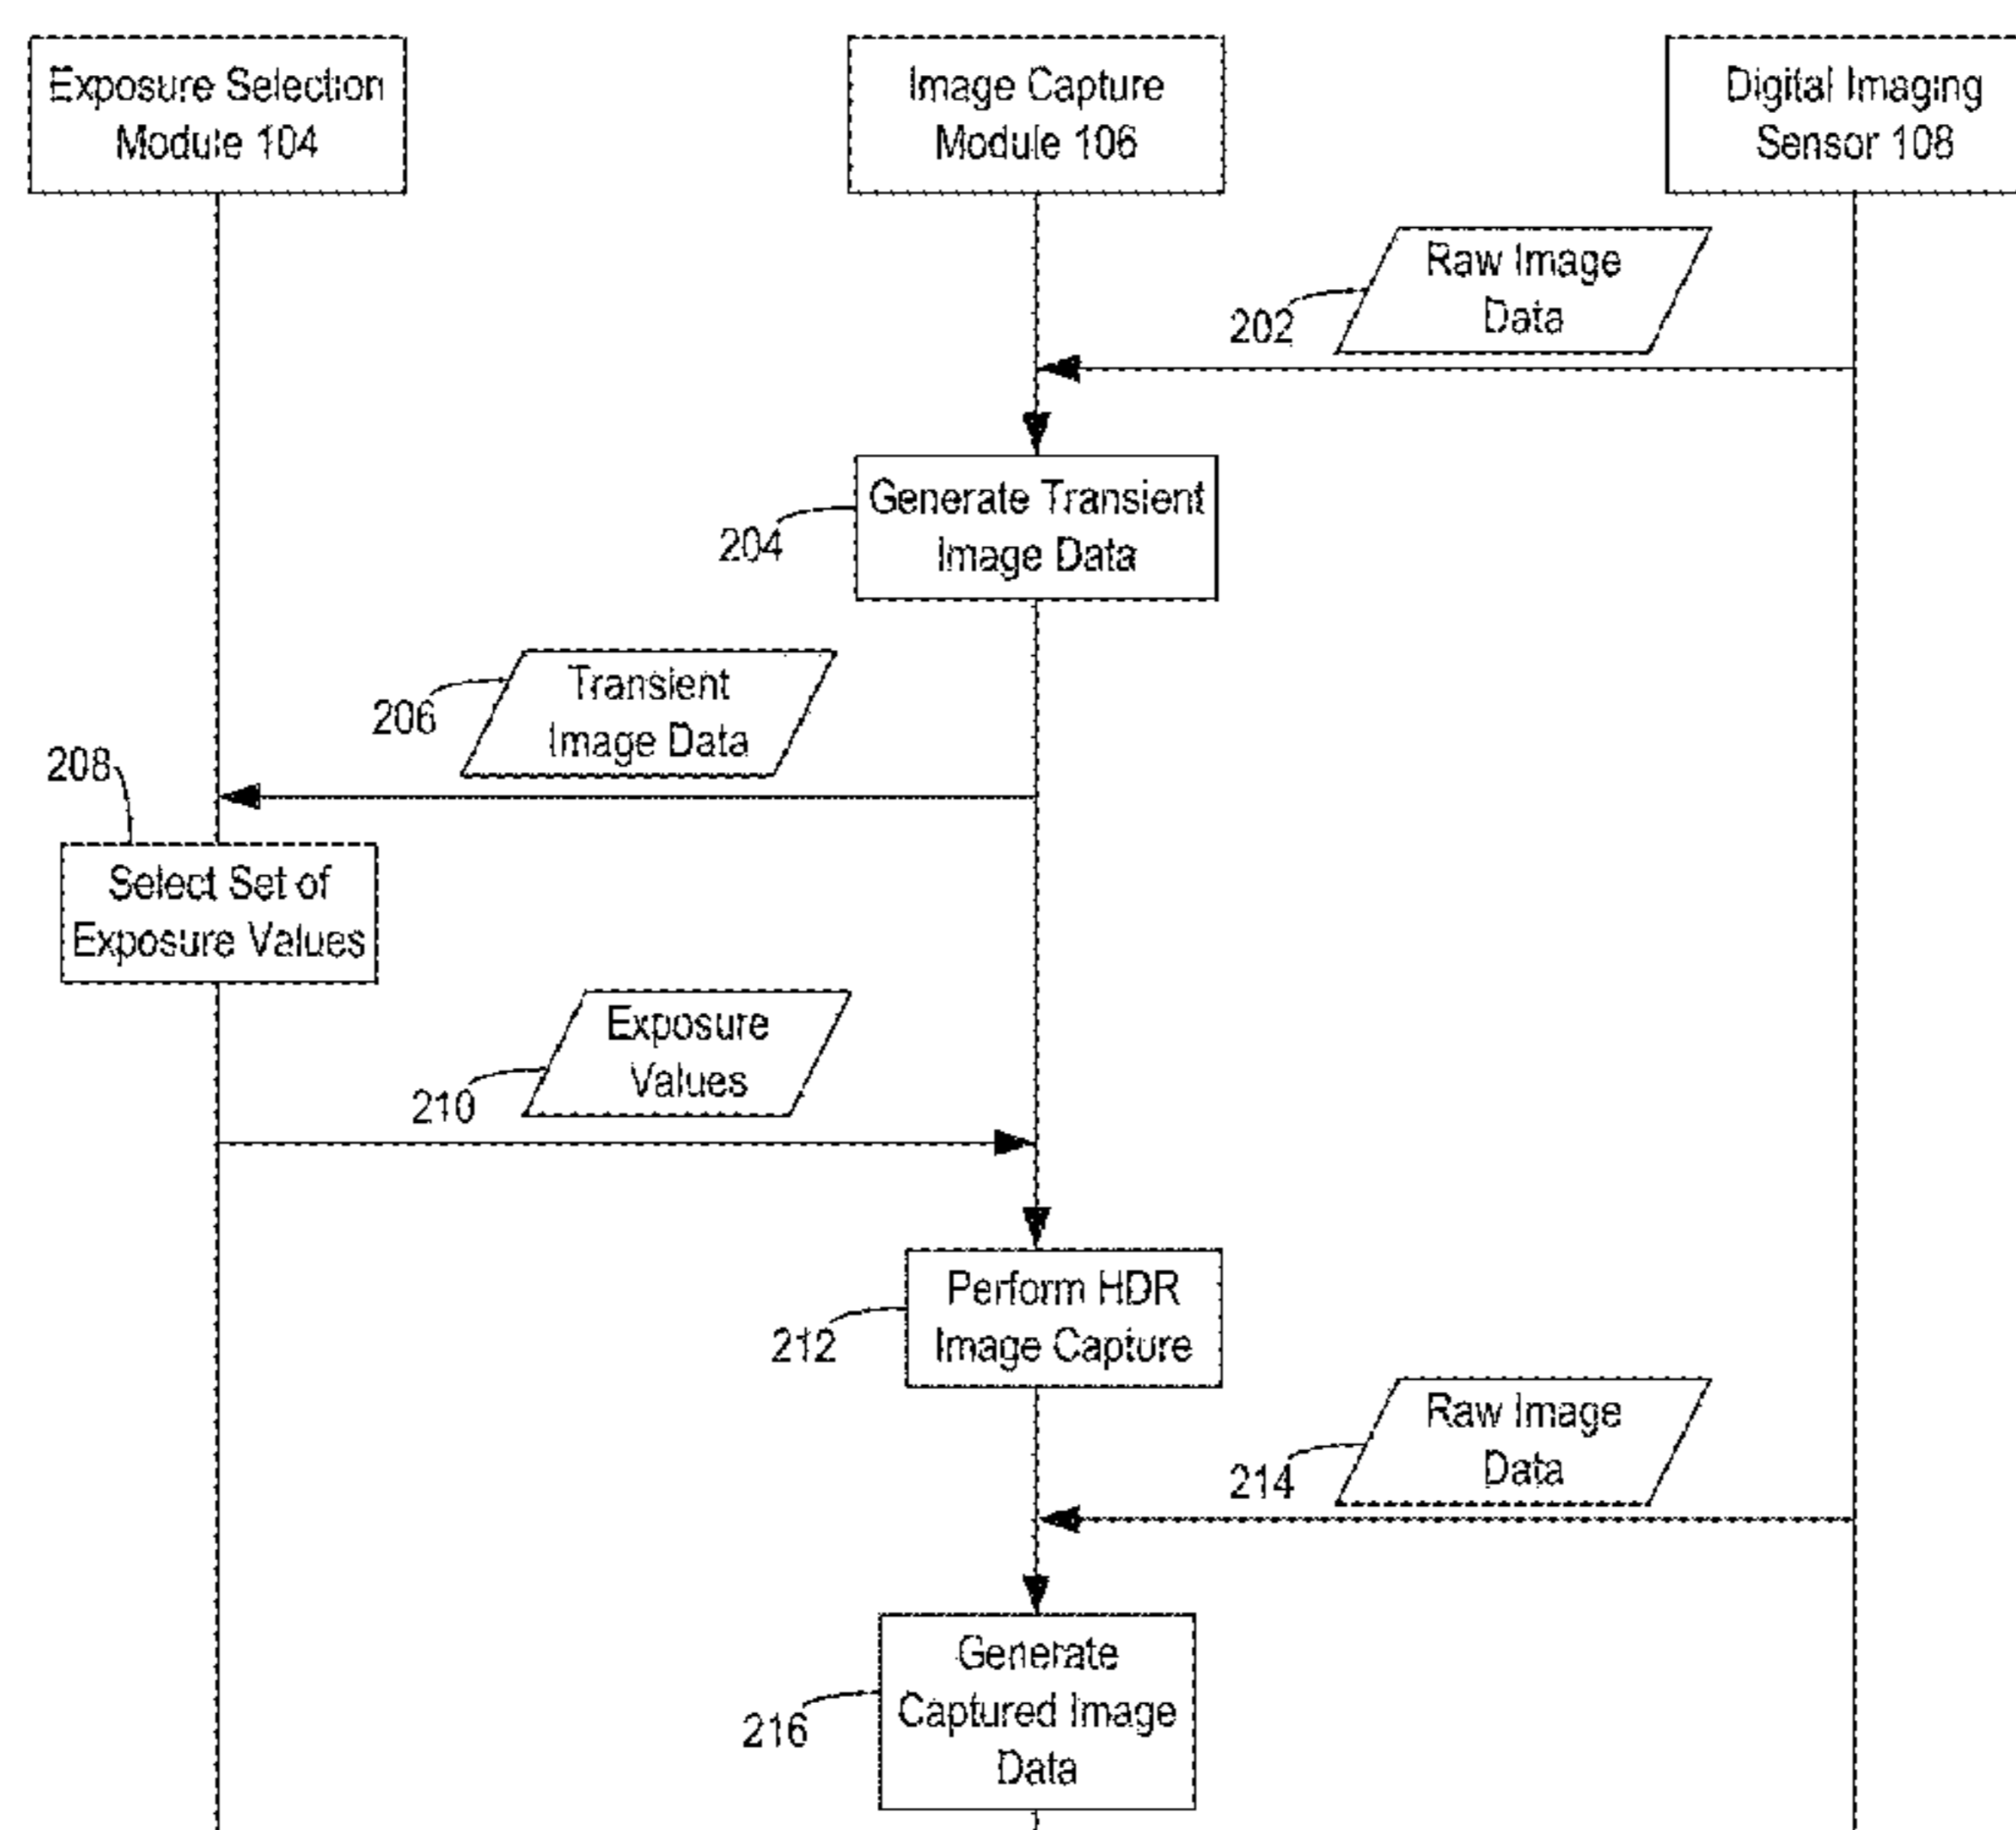 Exposure Selection
Module 104
Image Capture
Module 106
Digital Imaging
Sensor 108
Raw Image
Data
202
Generate Transient
Image Data
204
Transient
Image Data
206
208
Select Set of
Exposure Values
Exposure
Values
210
Perform HDR
Image Capture
212
Raw Image
Data
214
Generate
Captured Image
Data
216